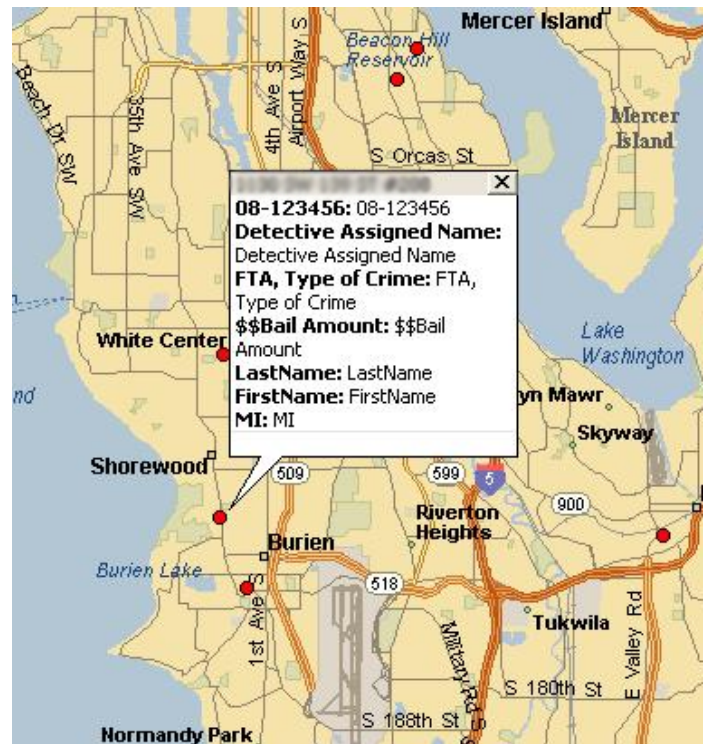 Mercer Island
Beacon Hill
Reservoir
Beach Dr SW
35th Ave SW
4th Ave S
Airport Way S
Mercer
Island
S Orcas St
08-123456: 08-123456
Detective Assigned Name:
Detective Assigned Name
FTA, Type of Crime: FTA,
Type of Crime
$$Bail Amount: $$Bail
Amount
LastName: LastName
FirstName: FirstName
MI: MI
White Center
Lake
Washington
nd
yn Mawr
Skyway
Shorewood
509
599
5
900
Riverton
Heights
Burien
Burien Lake
518
1st Ave S
Tukwila
Military Rd S
E Valley Rd
S 180th St
S 188th St
Normandy Park